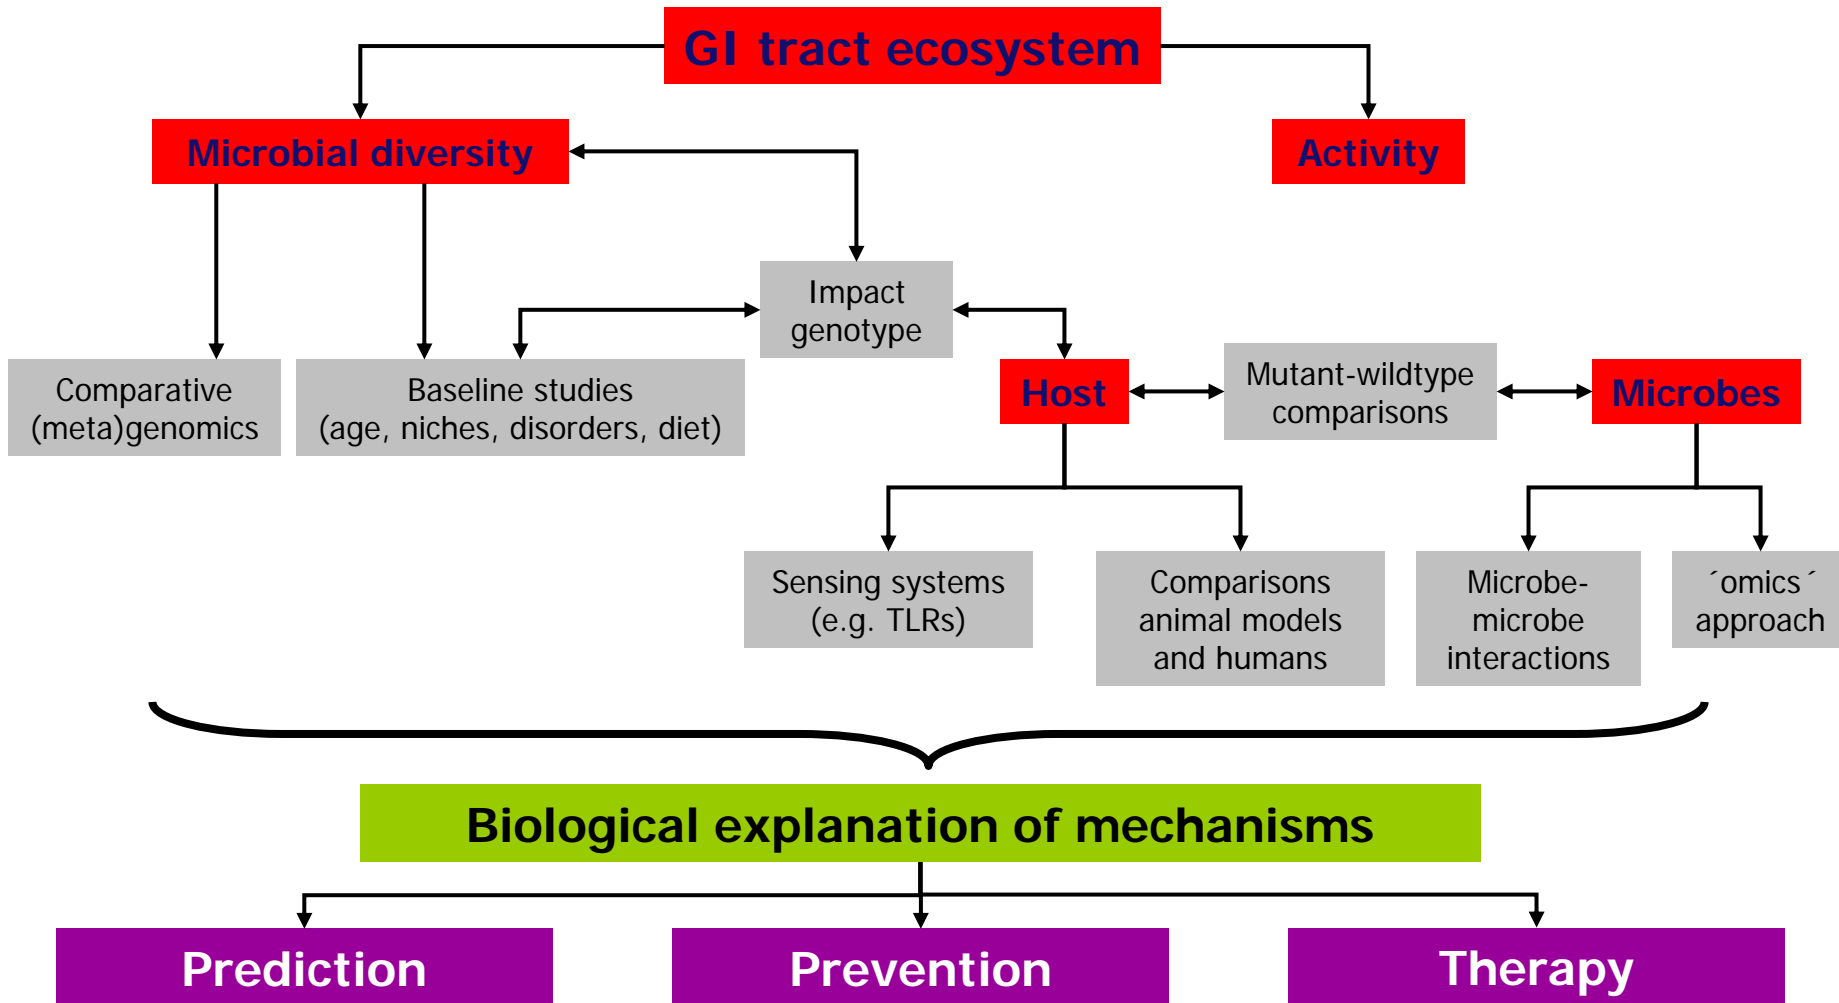 GI tract ecosystem
Microbial diversity
Activity
Impact
genotype
Comparative
(meta)genomics
Baseline studies
(age, niches, disorders, diet)
Host
Mutant-wildtype
comparisons
Microbes
Sensing systems
(e.g. TLRs)
Comparisons
animal models
and humans
Microbe-
microbe
interactions
´omics´
approach
Biological explanation of mechanisms
Prediction
Prevention
Therapy